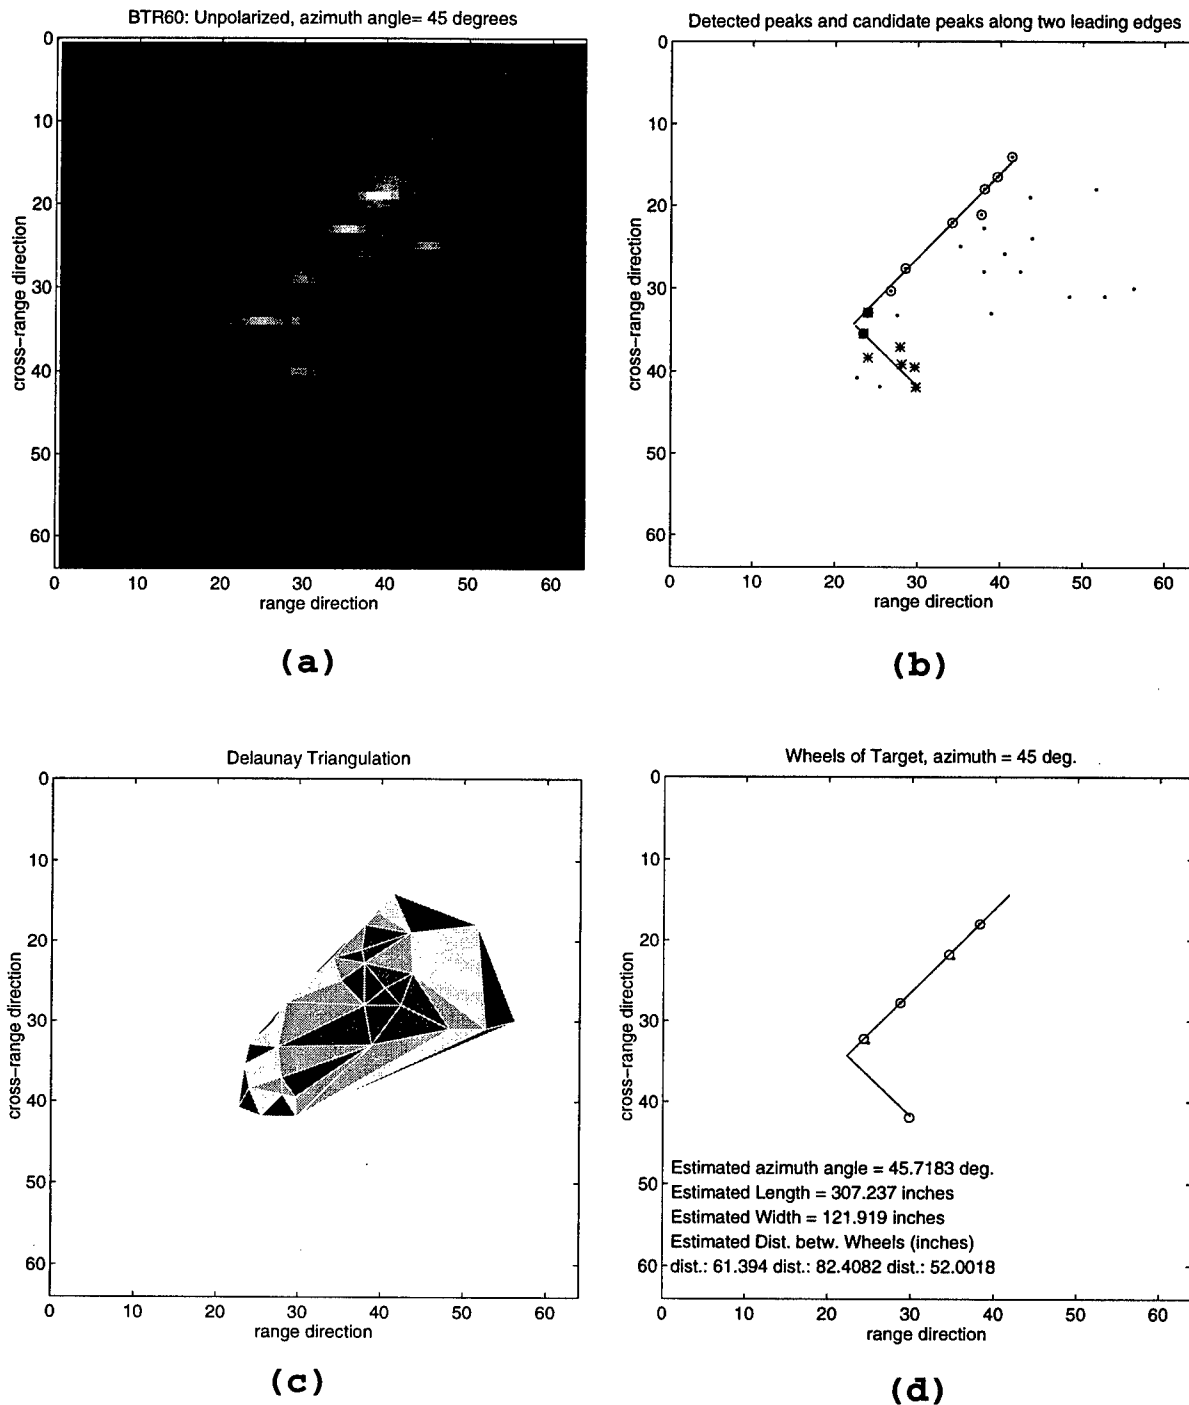 BTR60: Unpolarized, azimuth angle= 45 degrees
0
10
20
30
40
50
60
cross-range direction
0 10 20 30 40 50 60
range direction
(a)
Detected peaks and candidate peaks along two leading edges
0
10
20
30
40
50
60
cross-range direction
0 10 20 30 40 50 60
range direction
(b)
Delaunay Triangulation
0
10
20
30
40
50
60
cross-range direction
0 10 20 30 40 50 60
range direction
(c)
Wheels of Target, azimuth = 45 deg.
0
10
20
30
40
50
60
cross-range direction
Estimated azimuth angle = 45.7183 deg.
Estimated Length = 307.237 inches
Estimated Width = 121.919 inches
Estimated Dist. betw. Wheels (inches)
dist.: 61.394 dist.: 82.4082 dist.: 52.0018
0 10 20 30 40 50 60
range direction
(d)